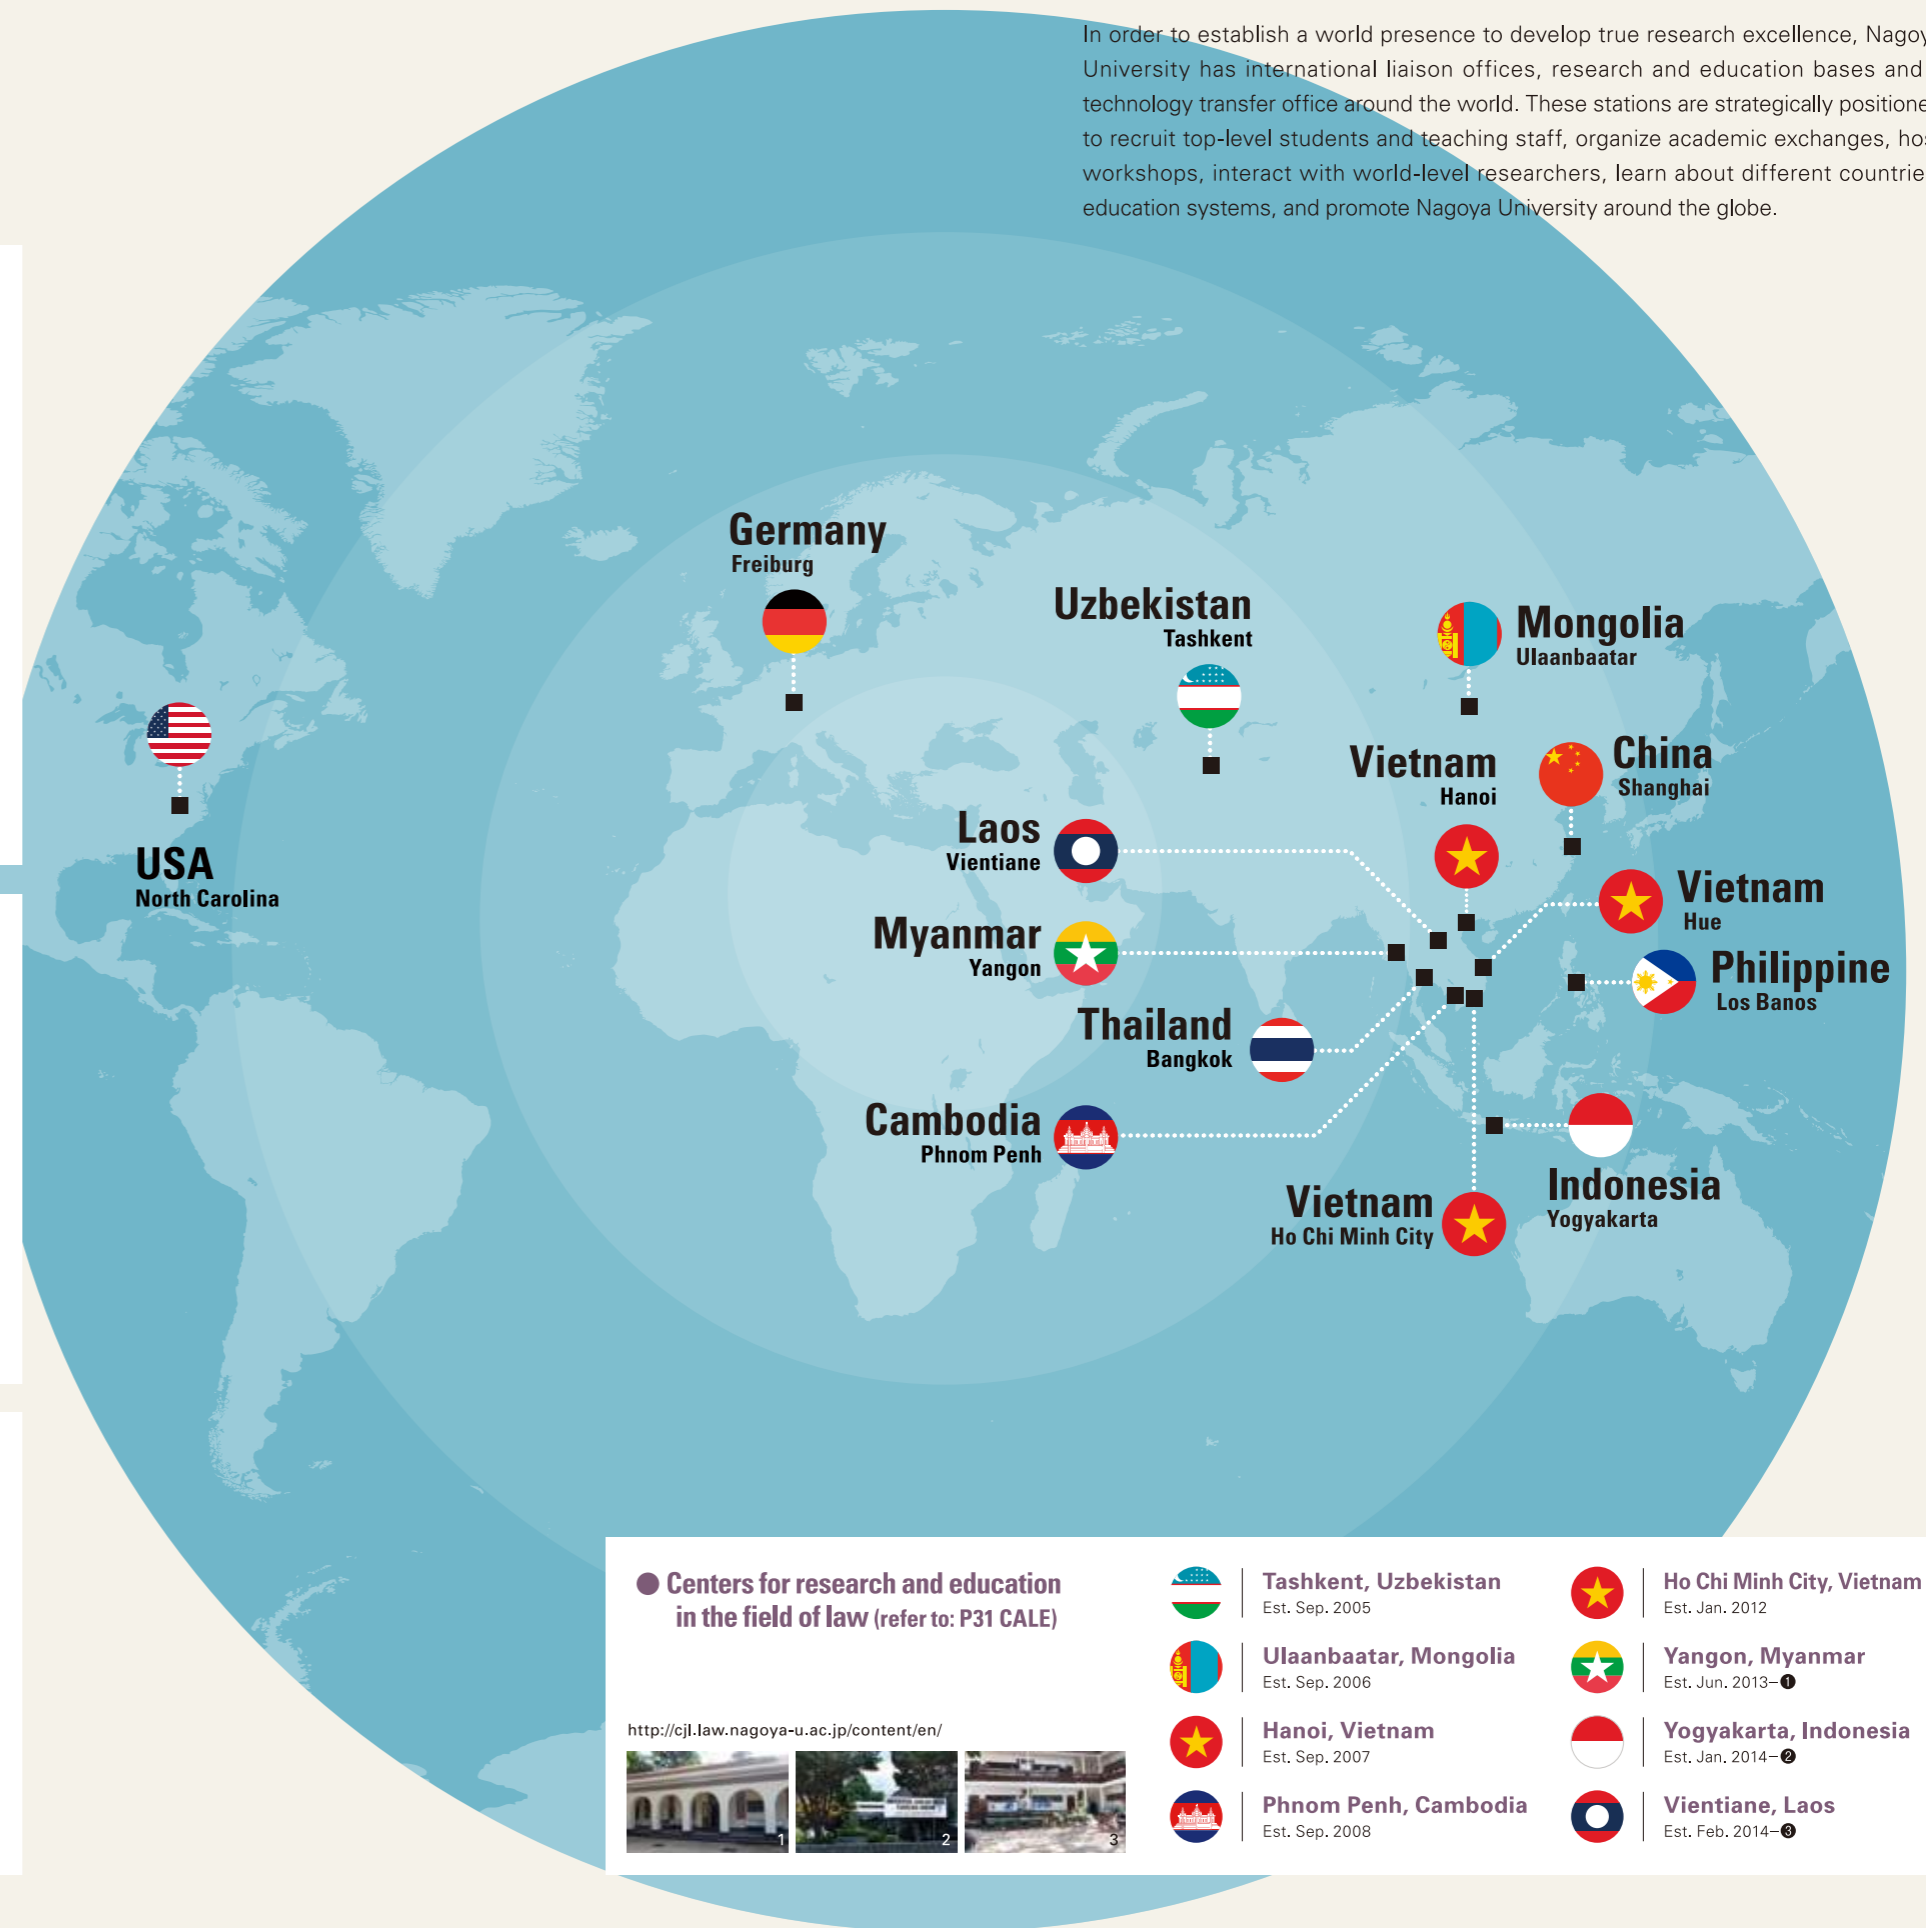 In order to establish a world presence to develop true research excellence, Nagoy
University has international liaison offices, research and education bases and
technology transfer office around the world. These stations are strategically positione
to recruit top-level students and teaching staff, organize academic exchanges, hos
workshops, interact with world-level researchers, learn about different countrie
education systems, and promote Nagoya University around the globe.
Germany
Freiburg
Uzbekistan
Tashkent
Mongolia
Ulaanbaatar
Vietnam
Hanoi
China
Shanghai
USA
North Carolina
Laos
Vientiane
Vietnam
Hue
Myanmar
Yangon
Philippine
Los Banos
Thailand
Bangkok
Cambodia
Phnom Penh
Vietnam
Ho Chi Minh City
Indonesia
Yogyakarta
● Centers for research and education
in the field of law (refer to: P31 CALE)
http://cjl.law.nagoya-u.ac.jp/content/en/
1
2
3
Tashkent, Uzbekistan
Est. Sep. 2005
Ulaanbaatar, Mongolia
Est. Sep. 2006
Hanoi, Vietnam
Est. Sep. 2007
Phnom Penh, Cambodia
Est. Sep. 2008
Ho Chi Minh City, Vietnam
Est. Jan. 2012
Yangon, Myanmar
Est. Jun. 2013–❶
Yogyakarta, Indonesia
Est. Jan. 2014–❷
Vientiane, Laos
Est. Feb. 2014–❸